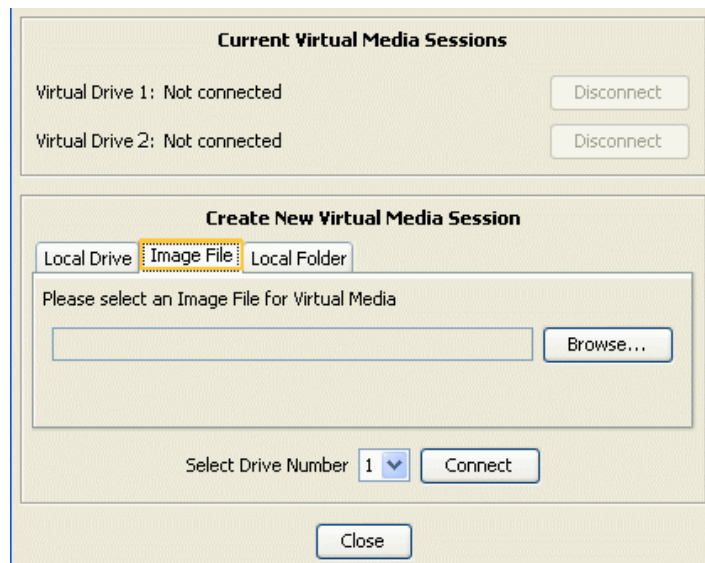 Current Virtual Media Sessions
Virtual Drive 1: Not connected Disconnect
Virtual Drive 2: Not connected Disconnect
Create New Virtual Media Session
Local Drive Image File Local Folder
Please select an Image File for Virtual Media
Browse...
Select Drive Number 1 Connect
Close